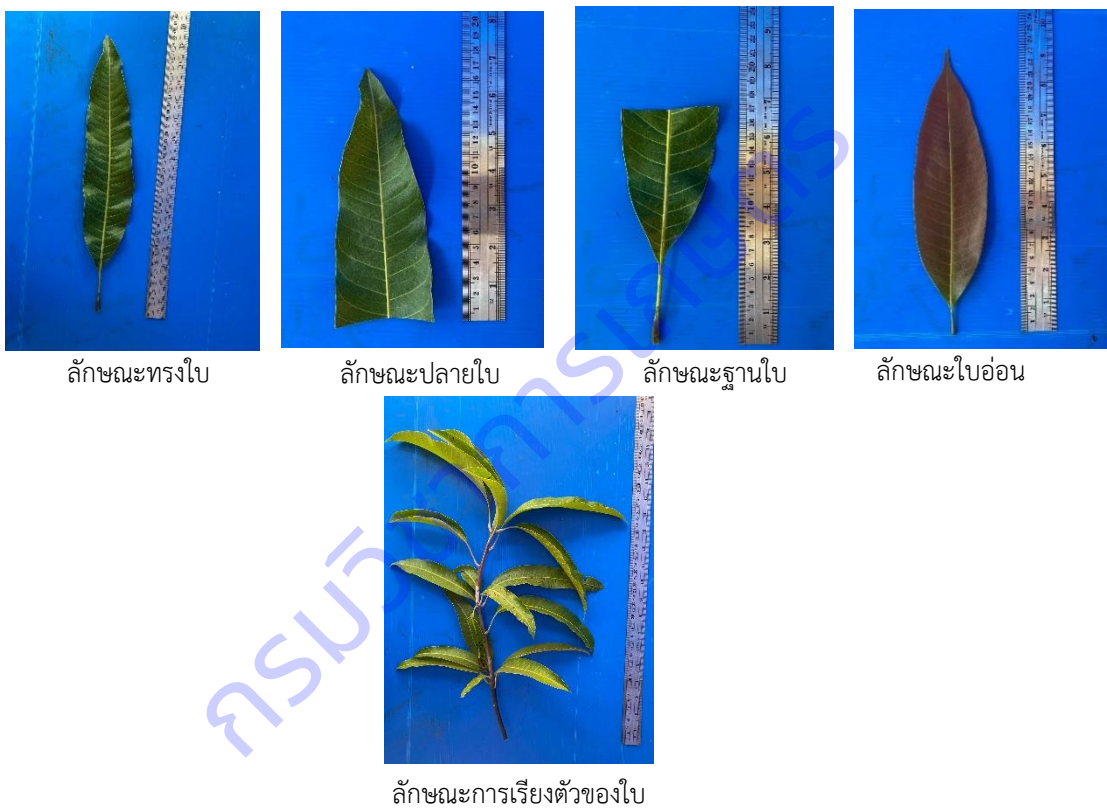 ลักษณะทรงใบ
ลักษณะปลายใบ
ลักษณะฐานใบ
ลักษณะใบอ่อน
กรมวิชาการเกษตร
ลักษณะการเรียงตัวของใบ